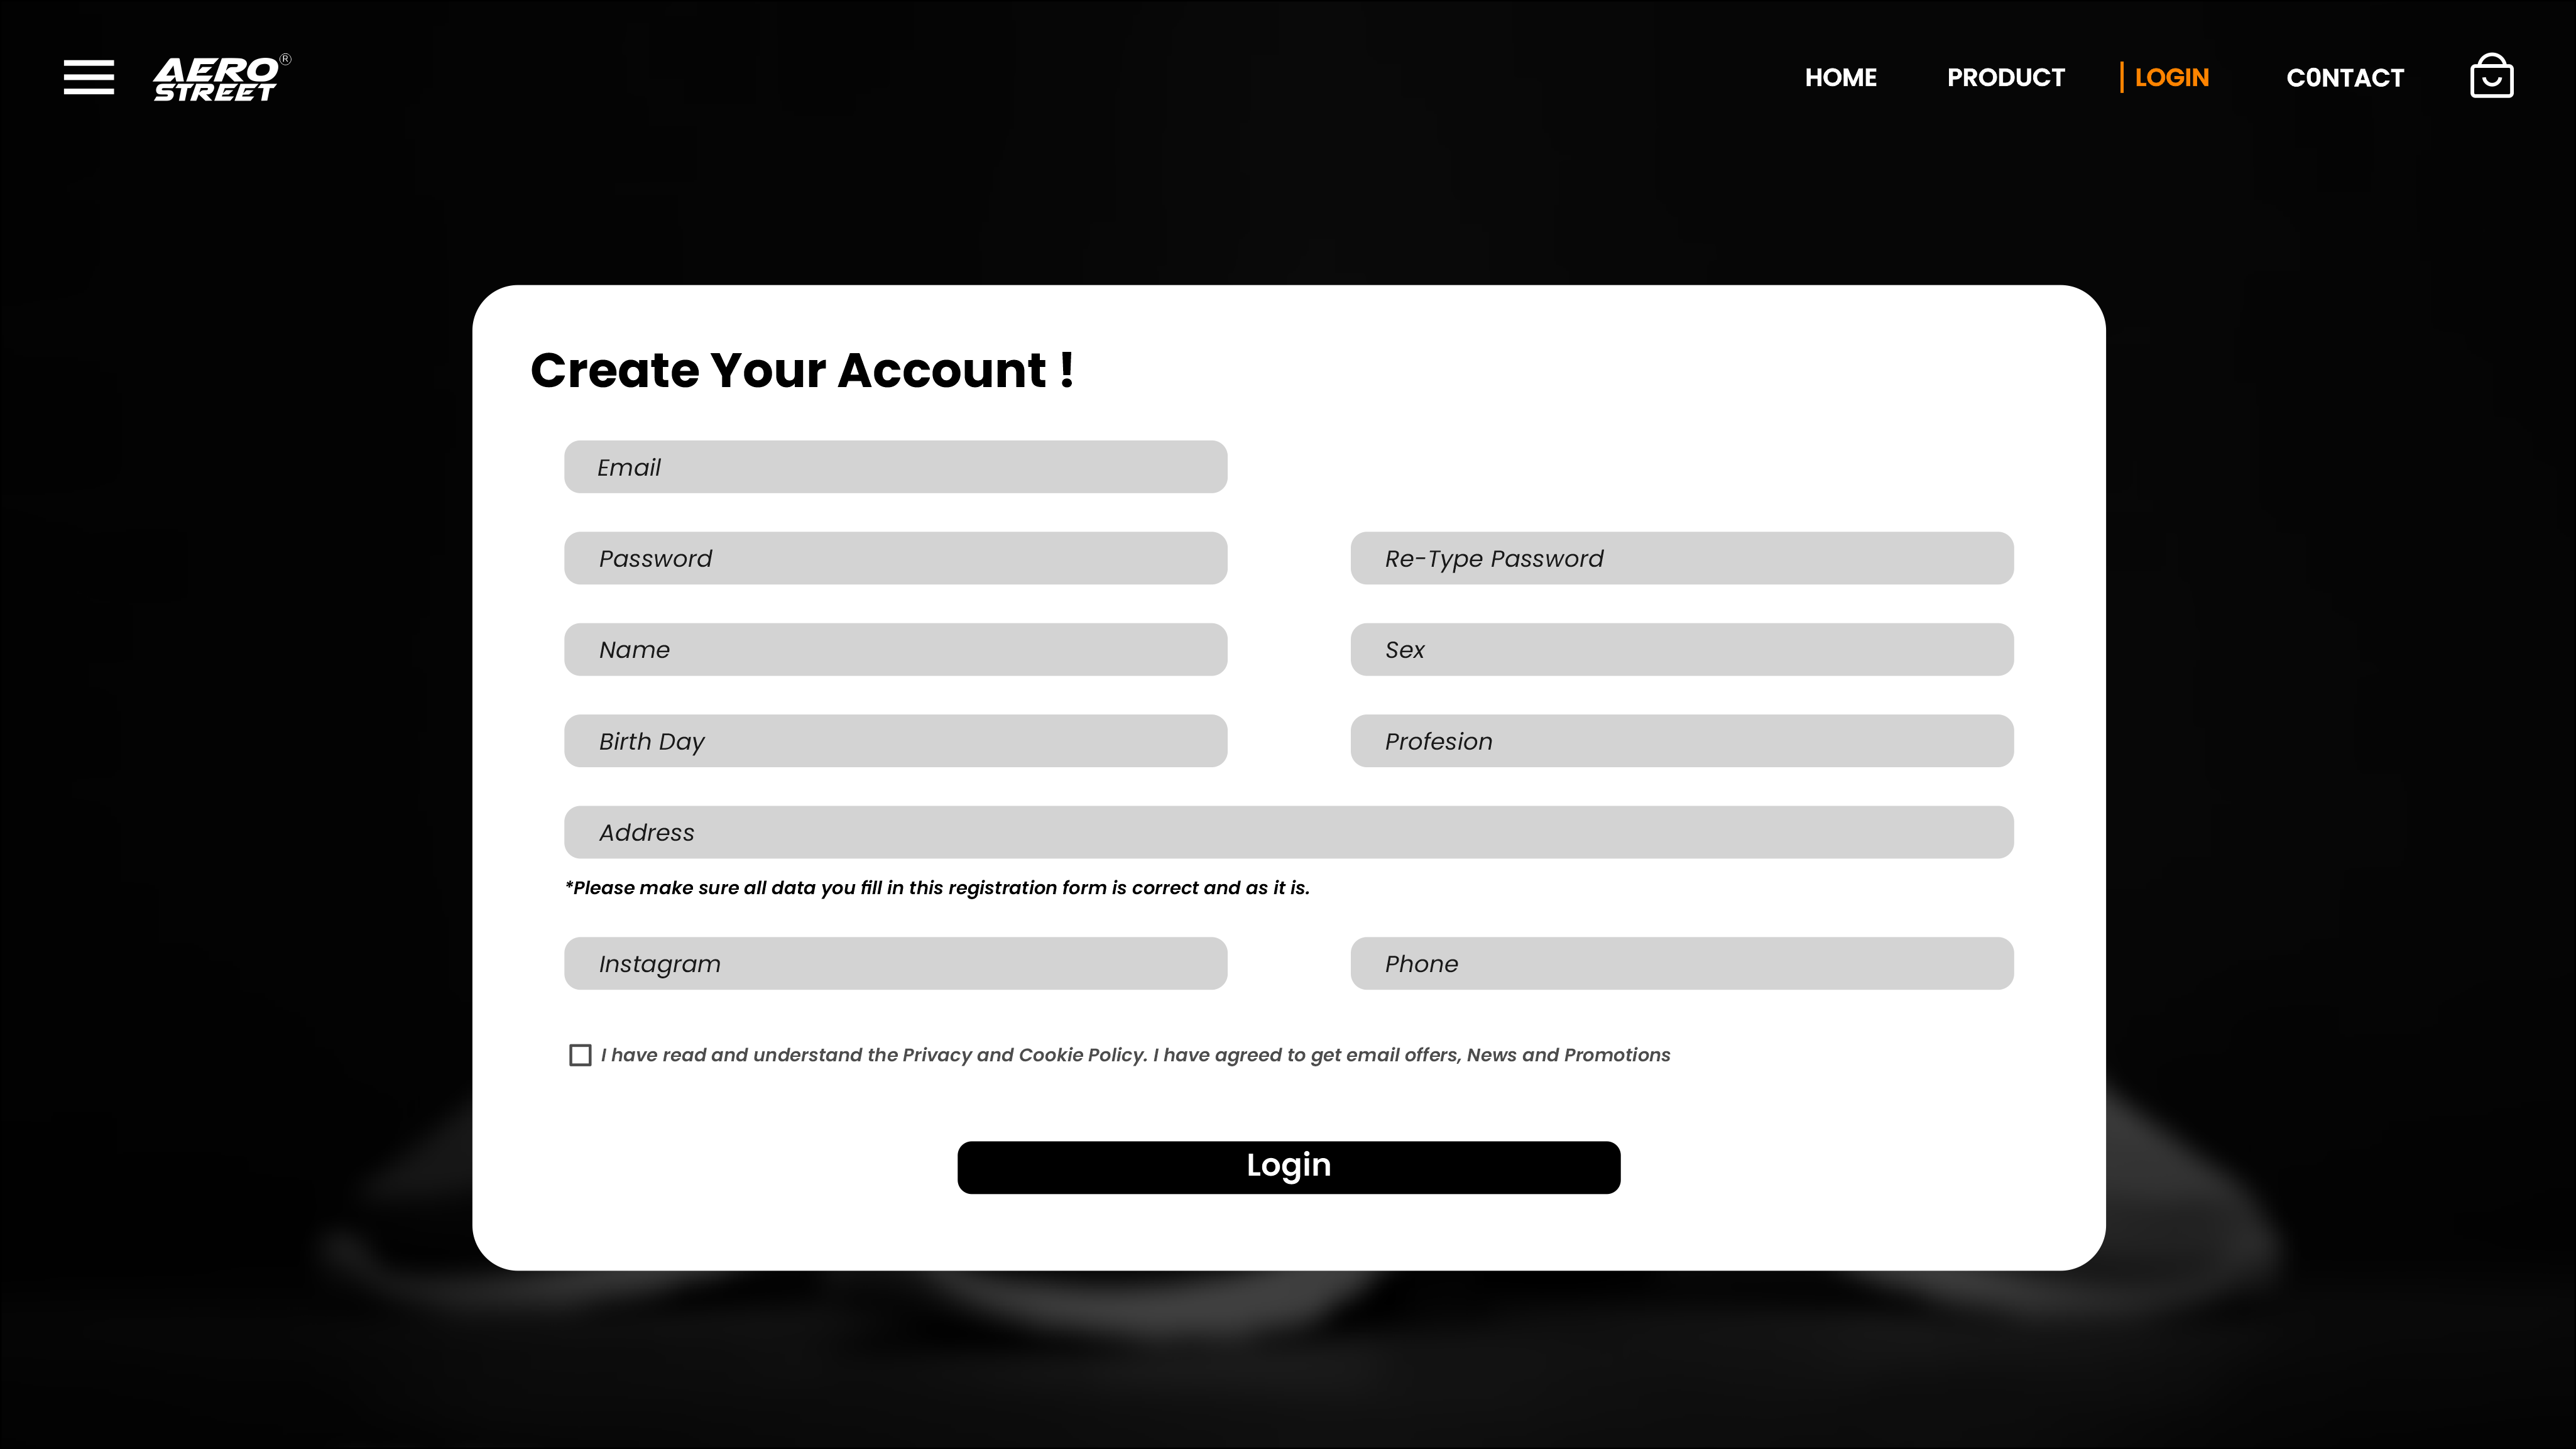 AERO
STREET®
HOME
PRODUCT
LOGIN
C0NTACT
Create Your Account !
Email
Password
Re-Type Password
Name
Sex
Birth Day
Profesion
Address
*Please make sure all data you fill in this registration form is correct and as it is.
Instagram
Phone
I have read and understand the Privacy and Cookie Policy. I have agreed to get email offers, News and Promotions
Login